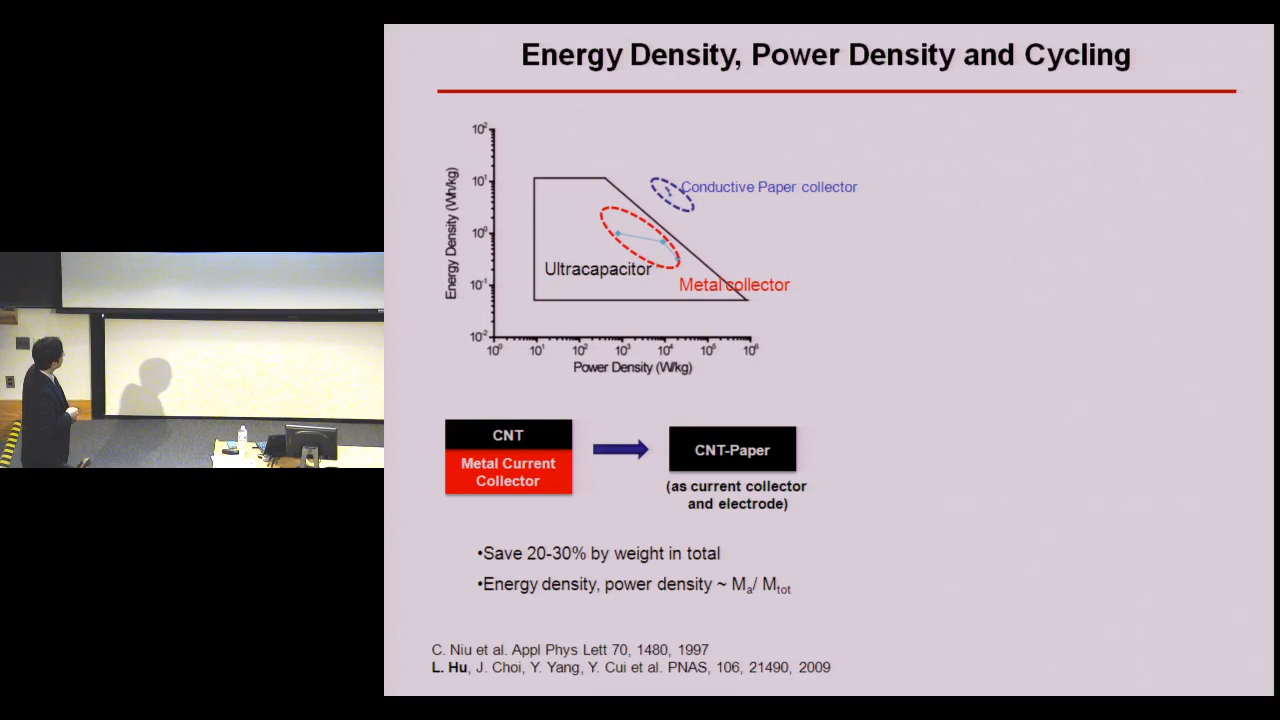 Energy Density, Power Density and Cycling
10²
10¹
10⁰
10⁻¹
10⁻²
Energy Density (Wh/kg)
Conductive Paper collector
Ultracapacitor
Metal collector
10⁰ 10¹ 10² 10³ 10⁴ 10⁵ 10⁶
Power Density (W/kg)
CNT
Metal Current
Collector
CNT-Paper
(as current collector
and electrode)
•Save 20-30% by weight in total
•Energy density, power density ~ Mₐ/ Mₜₒₜ
C. Niu et al. Appl Phys Lett 70, 1480, 1997
L. Hu, J. Choi, Y. Yang, Y. Cui et al. PNAS, 106, 21490, 2009